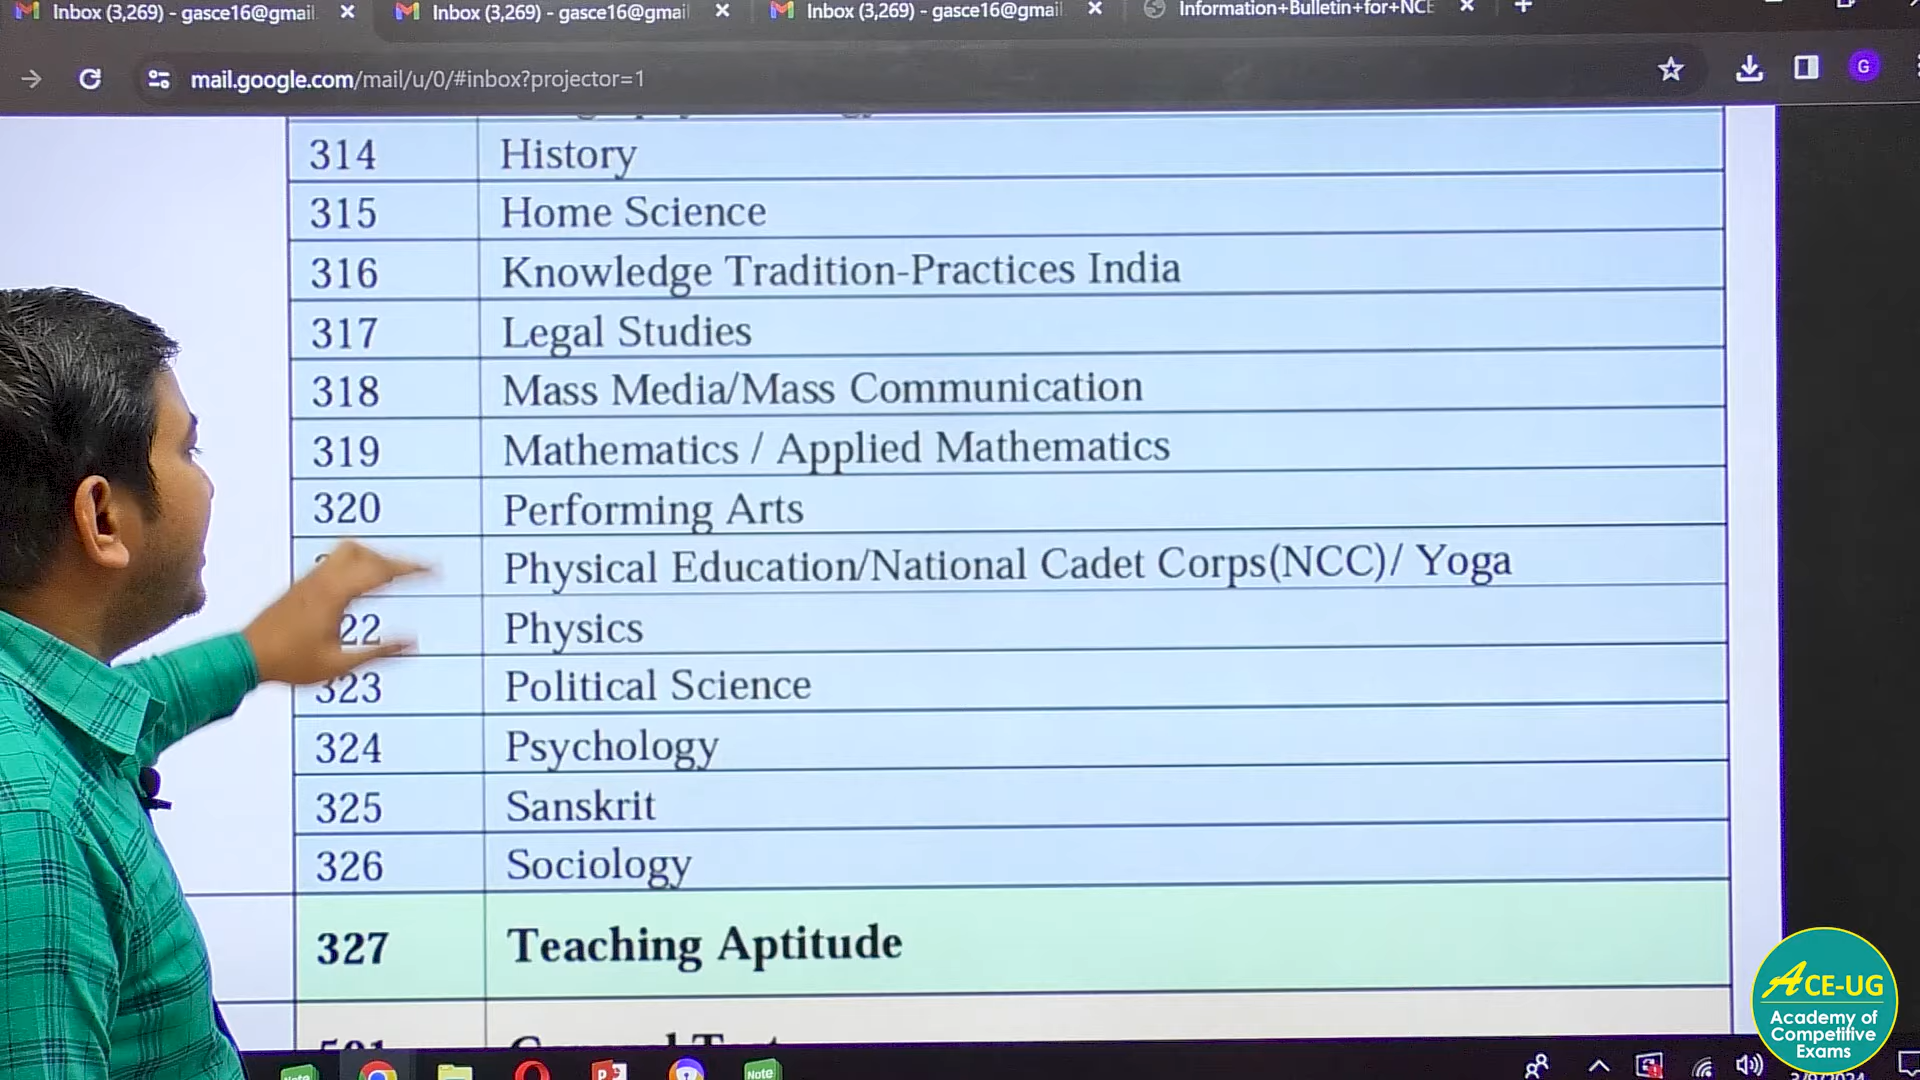 Inbox (3,269) - gasce16@gmail
Inbox (3,269) - gasce16@gmai
Inbox (3,269) - gasce16@gmail
Information+Bulletin+for+NCE
mail.google.com/mail/u/0/#inbox?projector=1
G
314 History
315 Home Science
316 Knowledge Tradition-Practices India
317 Legal Studies
318 Mass Media/Mass Communication
319 Mathematics / Applied Mathematics
320 Performing Arts
Physical Education/National Cadet Corps(NCC)/ Yoga
22 Physics
323 Political Science
324 Psychology
325 Sanskrit
326 Sociology
327 Teaching Aptitude
ACE-UG
Academy of
Competitive
Exams
Note
Note